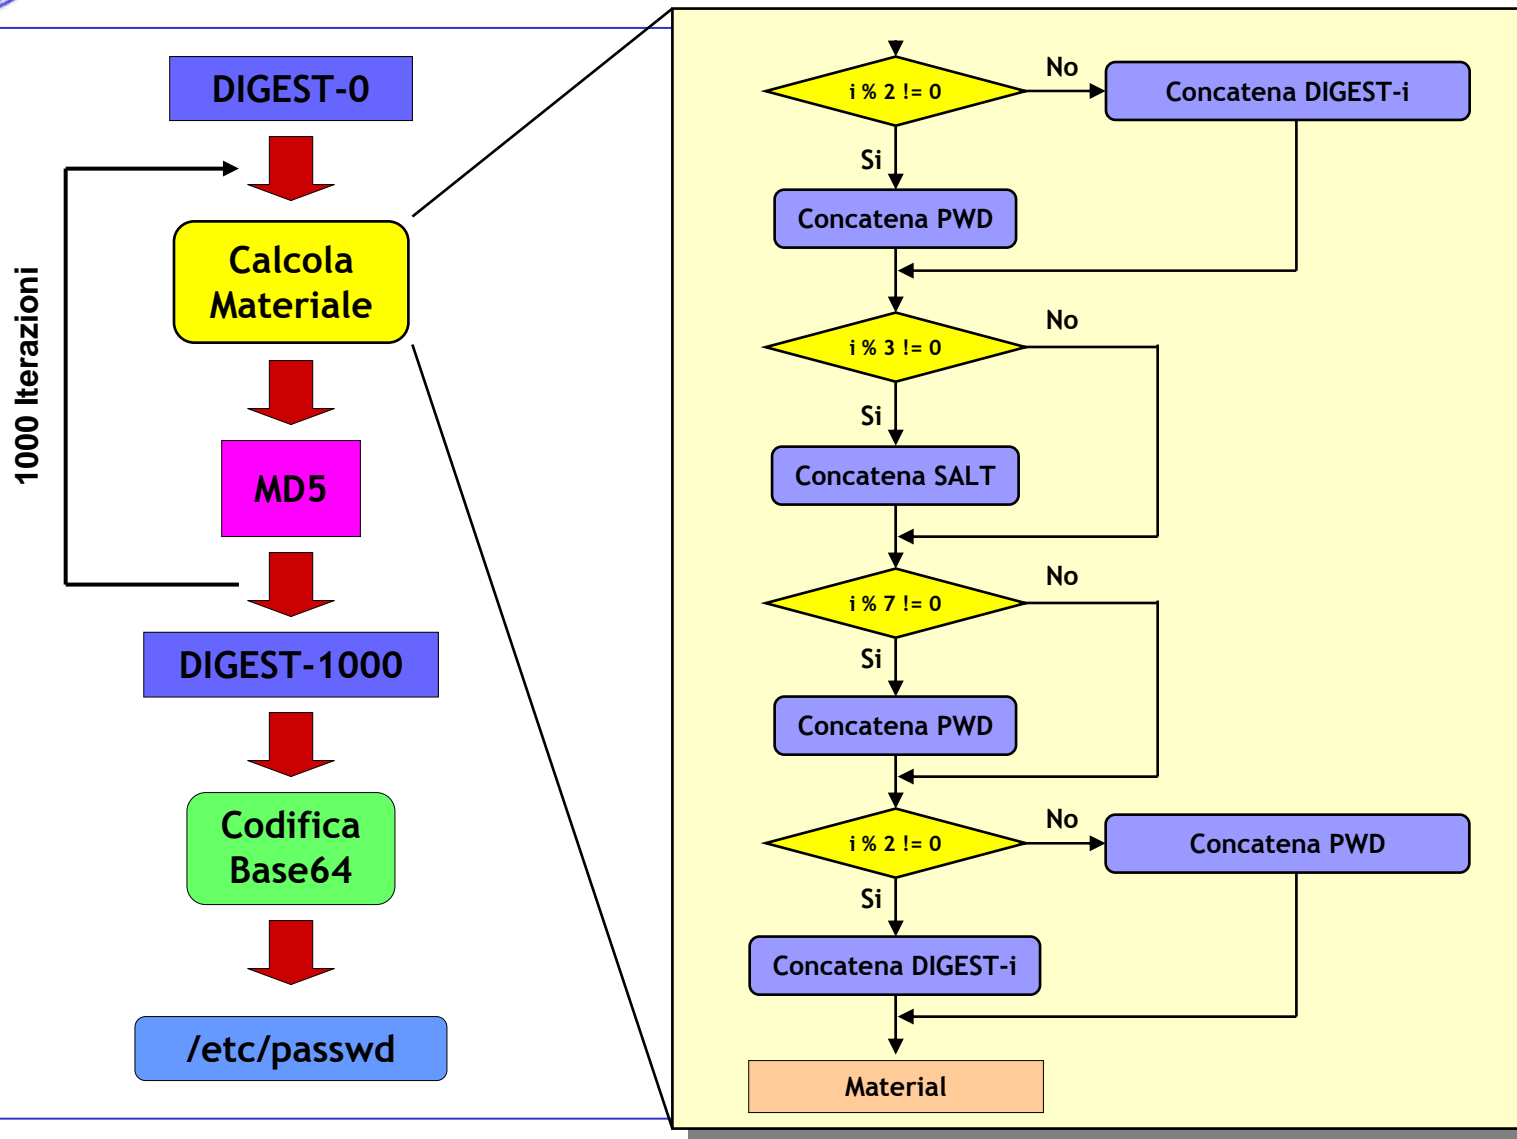 DIGEST-0
1000 Iterazioni
Calcola
Materiale
MD5
DIGEST-1000
Codifica
Base64
/etc/passwd
i % 2 != 0
No
Concatena DIGEST-i
Si
Concatena PWD
i % 3 != 0
No
Si
Concatena SALT
i % 7 != 0
No
Si
Concatena PWD
i % 2 != 0
No
Concatena PWD
Si
Concatena DIGEST-i
Material